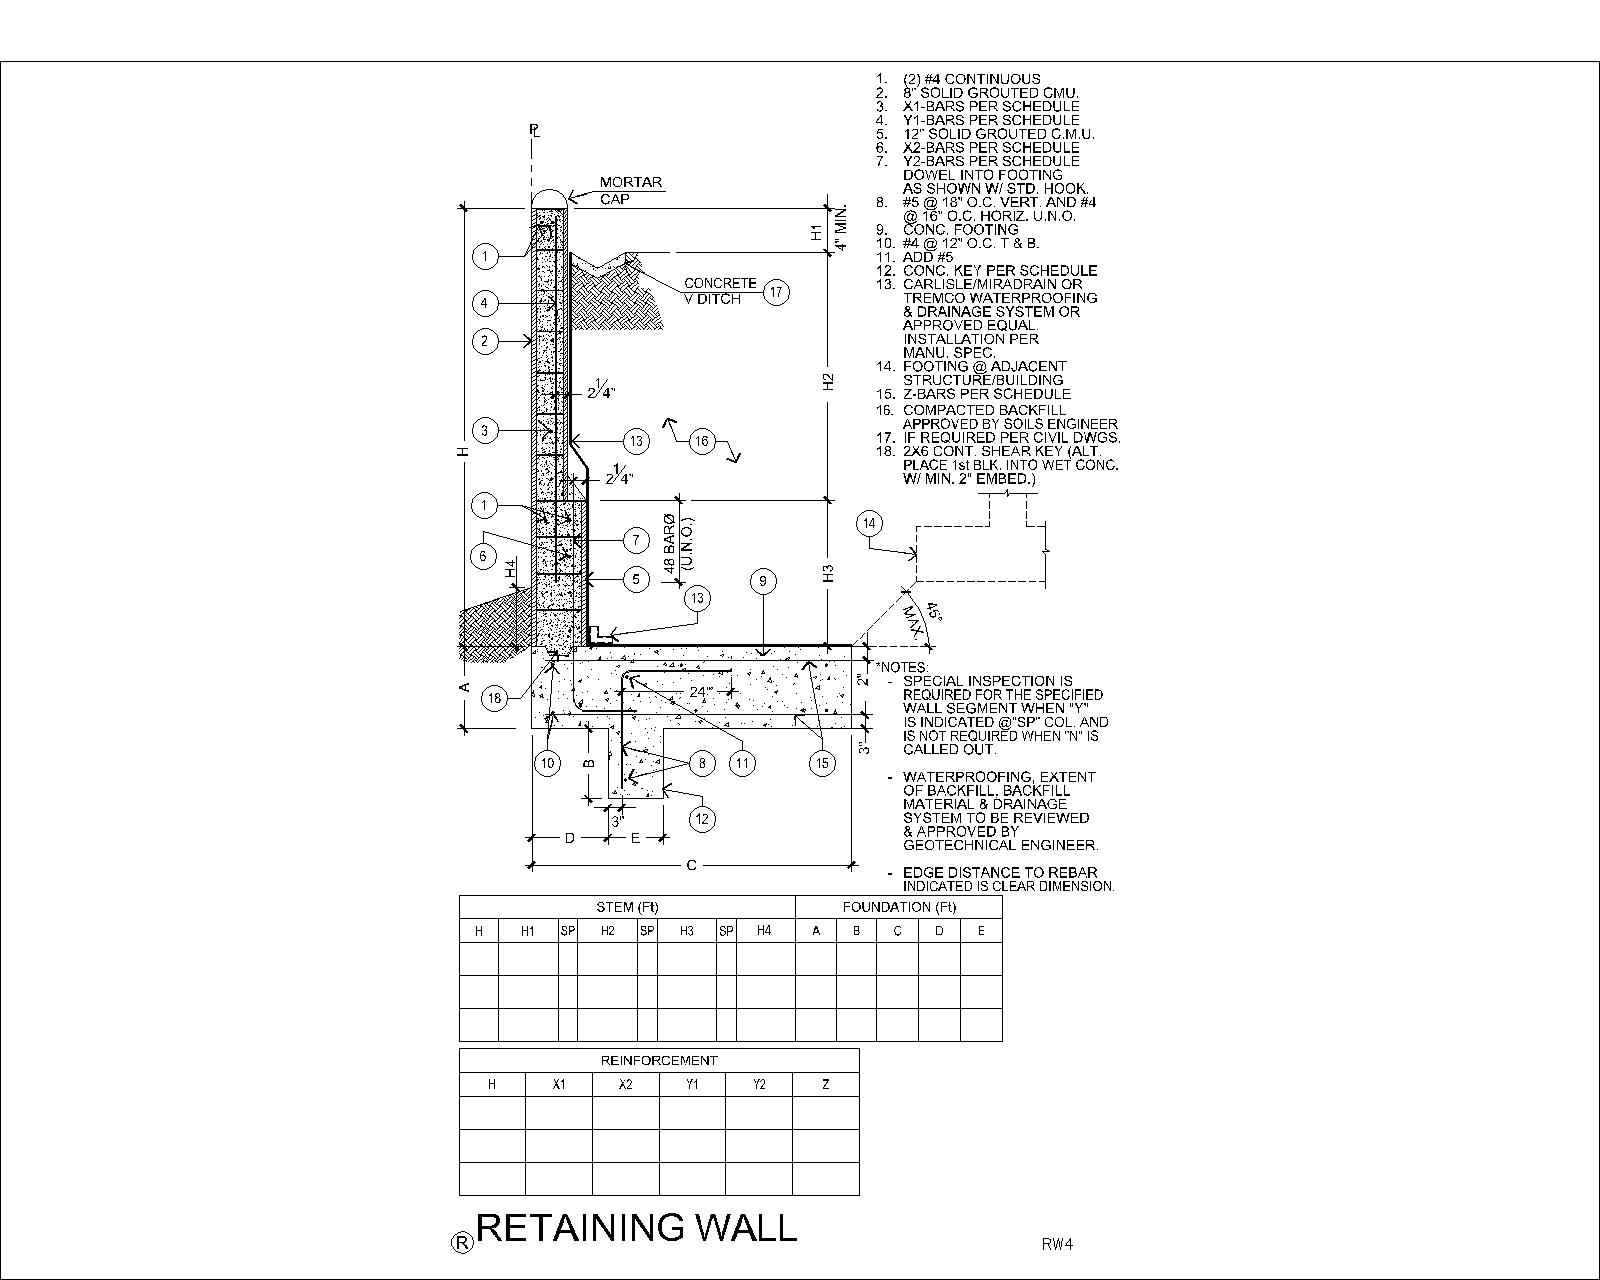 1. (2) #4 CONTINUOUS
2. 8" SOLID GROUTED CMU.
3. X1-BARS PER SCHEDULE
4. Y1-BARS PER SCHEDULE
5. 12" SOLID GROUTED C.M.U.
6. X2-BARS PER SCHEDULE
7. Y2-BARS PER SCHEDULE
DOWEL INTO FOOTING
AS SHOWN W/ STD. HOOK.
8. #5 @ 18" O.C. VERT. AND #4
@ 16" O.C. HORIZ. U.N.O.
9. CONC. FOOTING
10. #4 @ 12" O.C. T & B.
11. ADD #5
12. CONC. KEY PER SCHEDULE
13. CARLISLE/MIRADRAIN OR
TREMCO WATERPROOFING
& DRAINAGE SYSTEM OR
APPROVED EQUAL.
INSTALLATION PER
MANU. SPEC.
14. FOOTING @ ADJACENT
STRUCTURE/BUILDING
15. Z-BARS PER SCHEDULE
16. COMPACTED BACKFILL
APPROVED BY SOILS ENGINEER
17. IF REQUIRED PER CIVIL DWGS.
18. 2X6 CONT. SHEAR KEY (ALT.
PLACE 1st BLK. INTO WET CONC.
W/ MIN. 2" EMBED.)
PL
MORTAR
CAP
H1
4" MIN.
1
CONCRETE
V DITCH
17
4
2
H2
2 1/4"
3
13
16
H
2 1/4"
1
48 BARØ
(U.N.O.)
14
7
6
H4
5
9
H3
13
45°
MAX.
A
18
24"
2"
3"
10
B
8
11
15
3"
12
D
E
C
*NOTES:
- SPECIAL INSPECTION IS
REQUIRED FOR THE SPECIFIED
WALL SEGMENT WHEN "Y"
IS INDICATED @"SP" COL. AND
IS NOT REQUIRED WHEN "N" IS
CALLED OUT.
- WATERPROOFING, EXTENT
OF BACKFILL, BACKFILL
MATERIAL & DRAINAGE
SYSTEM TO BE REVIEWED
& APPROVED BY
GEOTECHNICAL ENGINEER.
- EDGE DISTANCE TO REBAR
INDICATED IS CLEAR DIMENSION.
STEM (Ft) FOUNDATION (Ft)
H H1 SP H2 SP H3 SP H4 A B C D E
REINFORCEMENT
H X1 X2 Y1 Y2 Z
R RETAINING WALL
RW4